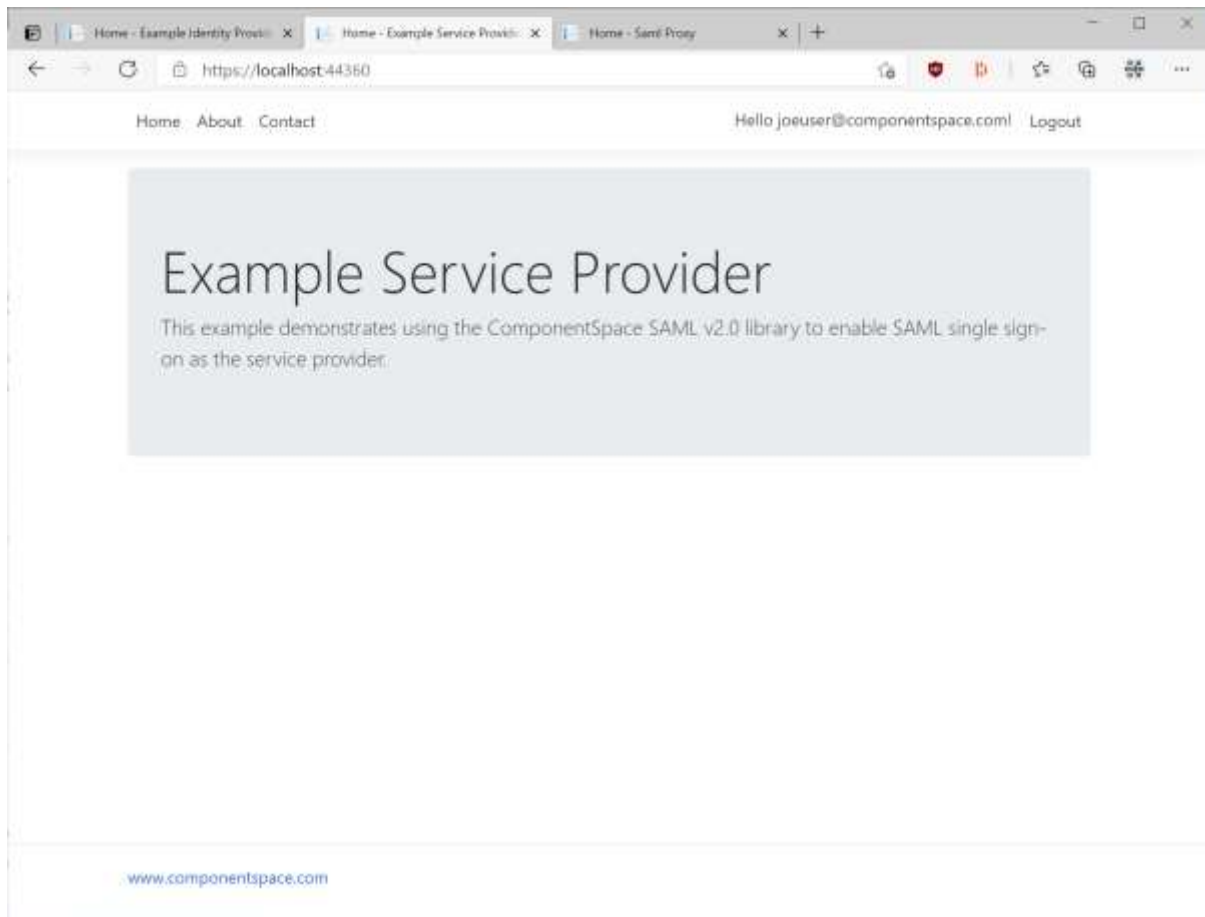 Home - Example Identity Provid
Home - Example Service Provid
Home - Saml Proxy
https://localhost:44360
Home About Contact
Hello joeuser@componentspace.com! Logout
Example Service Provider
This example demonstrates using the ComponentSpace SAML v2.0 library to enable SAML single sign-
on as the service provider.
www.componentspace.com